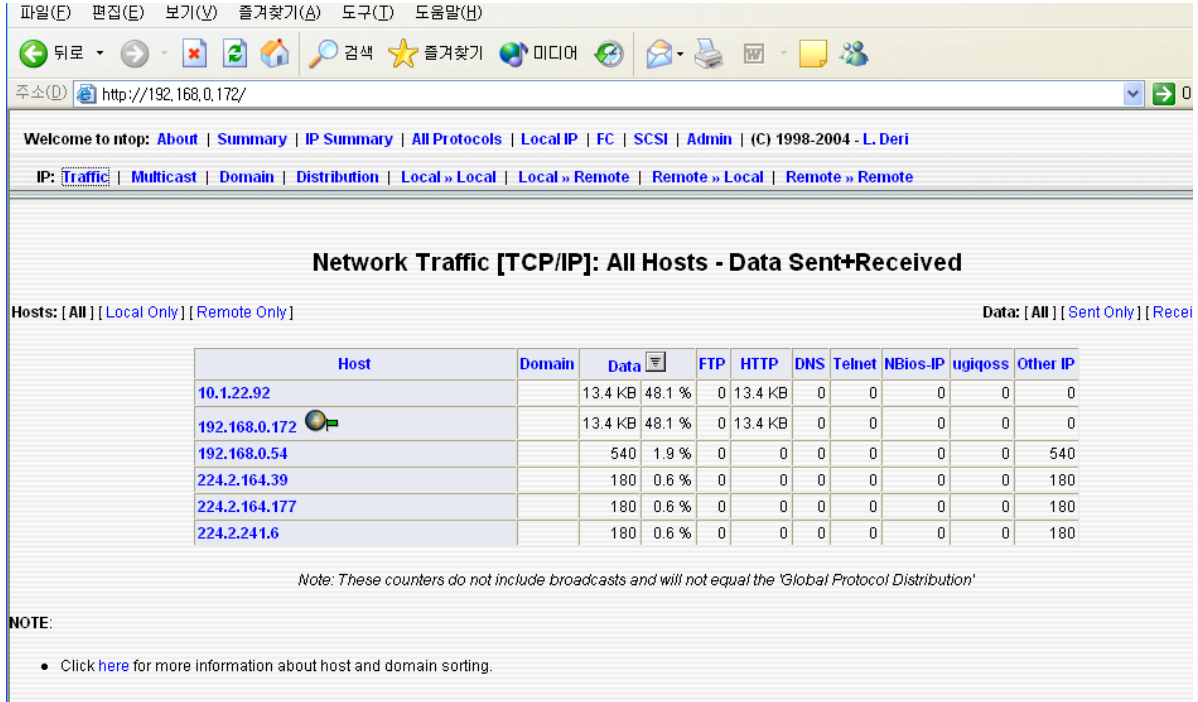 파일(F) 편집(E) 보기(V) 즐겨찾기(A) 도구(T) 도움말(H)
뒤로 검색 즐겨찾기 미디어
주소(D) http://192.168.0.172/
Welcome to ntop: About | Summary | IP Summary | All Protocols | Local IP | FC | SCSI | Admin | (C) 1998-2004 - L. Deri
IP: Traffic | Multicast | Domain | Distribution | Local » Local | Local » Remote | Remote » Local | Remote » Remote
Network Traffic [TCP/IP]: All Hosts - Data Sent+Received
Hosts: [ All ] [ Local Only ] [ Remote Only ] Data: [ All ] [ Sent Only ] [ Recei
Host Domain Data FTP HTTP DNS Telnet NBios-IP ugiqoss Other IP
10.1.22.92 13.4 KB 48.1 % 0 13.4 KB 0 0 0 0 0
192.168.0.172 13.4 KB 48.1 % 0 13.4 KB 0 0 0 0 0
192.168.0.54 540 1.9 % 0 0 0 0 0 0 540
224.2.164.39 180 0.6 % 0 0 0 0 0 0 180
224.2.164.177 180 0.6 % 0 0 0 0 0 0 180
224.2.241.6 180 0.6 % 0 0 0 0 0 0 180
Note: These counters do not include broadcasts and will not equal the 'Global Protocol Distribution'
NOTE:
• Click here for more information about host and domain sorting.